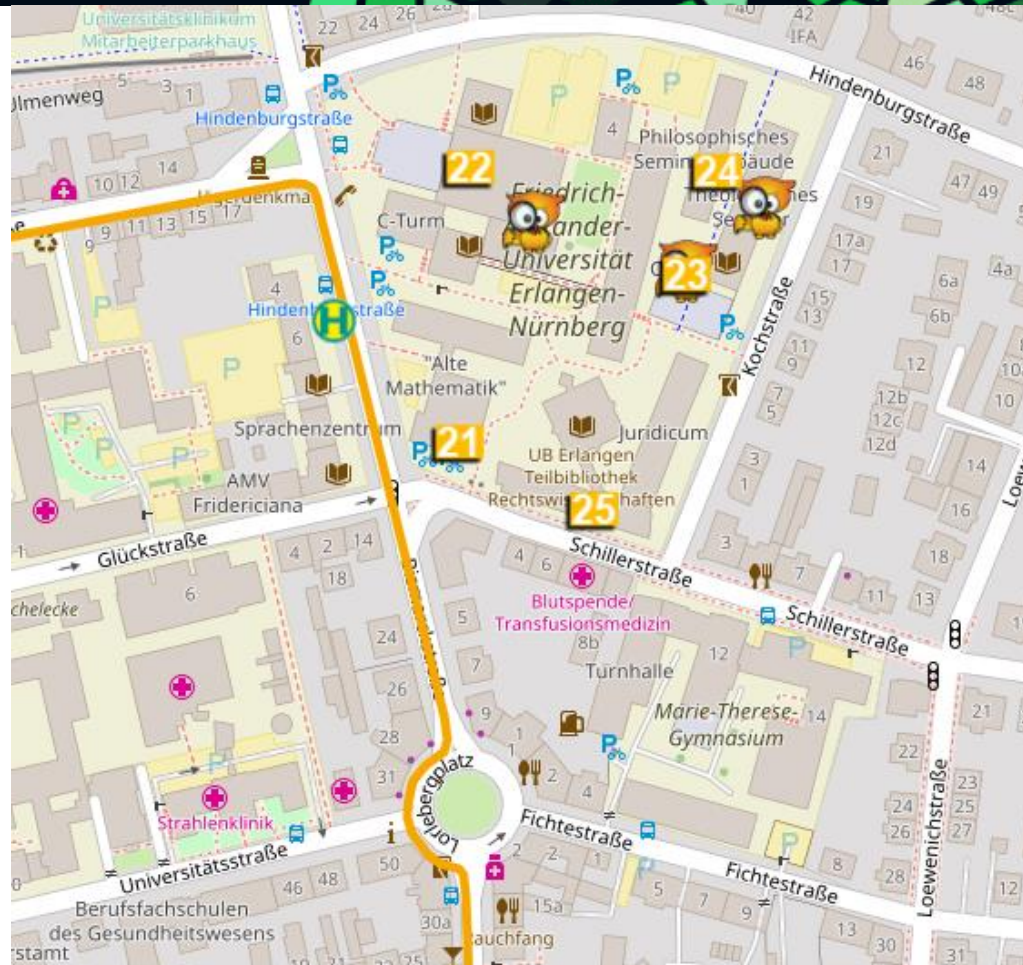 Universitätsklinikum
Mitarbeiterparkhaus
22 24 26 28
40 42
IFA
46
48
Ulmenweg
5 3 1
Hindenburgstraße
Hindenburgstraße
14
10 12
9 9 11 13 15 17
4
Philosophisches
22
24
C-Turm
23
Universität
Erlangen-
Nürnberg
21
47 49
19
17a
17
15
13
11
9
7
5
6a
4a
6b
12
12b
12c
12d
10
10
4
6
Kochstraße
"Alte
Mathematik"
Sprachenzentrum
21
Juridicum
UB Erlangen
Teilbibliothek
25
3
1
14
16
AMV
Fridericiana
Glückstraße
4 2 14
18
4 6
Schillerstraße
3
7
11
13
18
Schillerstraße
Blutspende/
Transfusionsmedizin
8b
Turnhalle
12
14
Marie-Therese-
Gymnasium
6
5
24
7
26
9
28
31
1
1
2
4
21
22
24
26
23
25
27
Lorlebergplatz
Strahlenklinik
Universitätsstraße
Fichtestraße
Fichtestraße
Loewenichstraße
50
46 48
2 2 1
5 7 9
8
28
12
13
30
31
30a
15a
Berufsfachschulen
des Gesundheitswesens
H
P